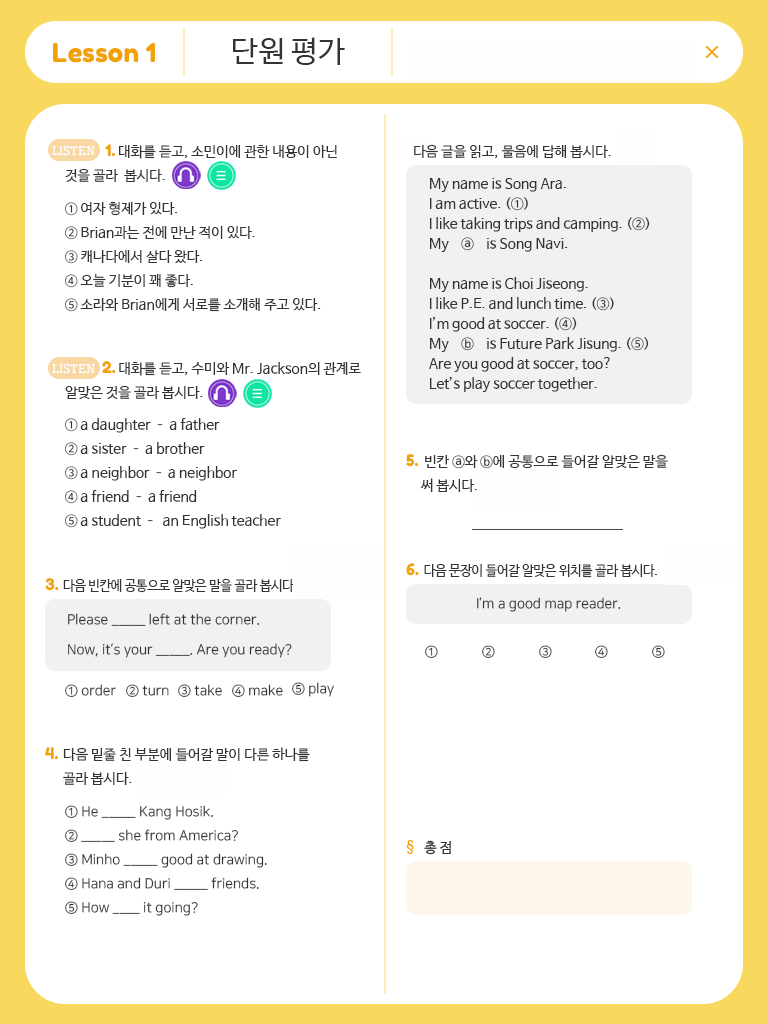 Lesson 1
단원 평가
×
LISTEN 1. 대화를 듣고, 소민이에 관한 내용이 아닌
것을 골라 봅시다.
① 여자 형제가 있다.
② Brian과는 전에 만난 적이 있다.
③ 캐나다에서 살다 왔다.
④ 오늘 기분이 꽤 좋다.
⑤ 소라와 Brian에게 서로를 소개해 주고 있다.
LISTEN 2. 대화를 듣고, 수미와 Mr. Jackson의 관계로
알맞은 것을 골라 봅시다.
① a daughter - a father
② a sister - a brother
③ a neighbor - a neighbor
④ a friend - a friend
⑤ a student - an English teacher
3. 다음 빈칸에 공통으로 알맞은 말을 골라 봅시다
Please _____ left at the corner.
Now, it's your _____. Are you ready?
① order ② turn ③ take ④ make ⑤ play
4. 다음 밑줄 친 부분에 들어갈 말이 다른 하나를
골라 봅시다.
① He _____ Kang Hosik.
② _____ she from America?
③ Minho _____ good at drawing.
④ Hana and Duri _____ friends.
⑤ How ____ it going?
다음 글을 읽고, 물음에 답해 봅시다.
My name is Song Ara.
I am active. (①)
I like taking trips and camping. (②)
My ⓐ is Song Navi.
My name is Choi Jiseong.
I like P.E. and lunch time. (③)
I'm good at soccer. (④)
My ⓑ is Future Park Jisung. (⑤)
Are you good at soccer, too?
Let's play soccer together.
5. 빈칸 ⓐ와 ⓑ에 공통으로 들어갈 알맞은 말을
써 봅시다.
6. 다음 문장이 들어갈 알맞은 위치를 골라 봅시다.
I'm a good map reader.
① ② ③ ④ ⑤
§ 총 점